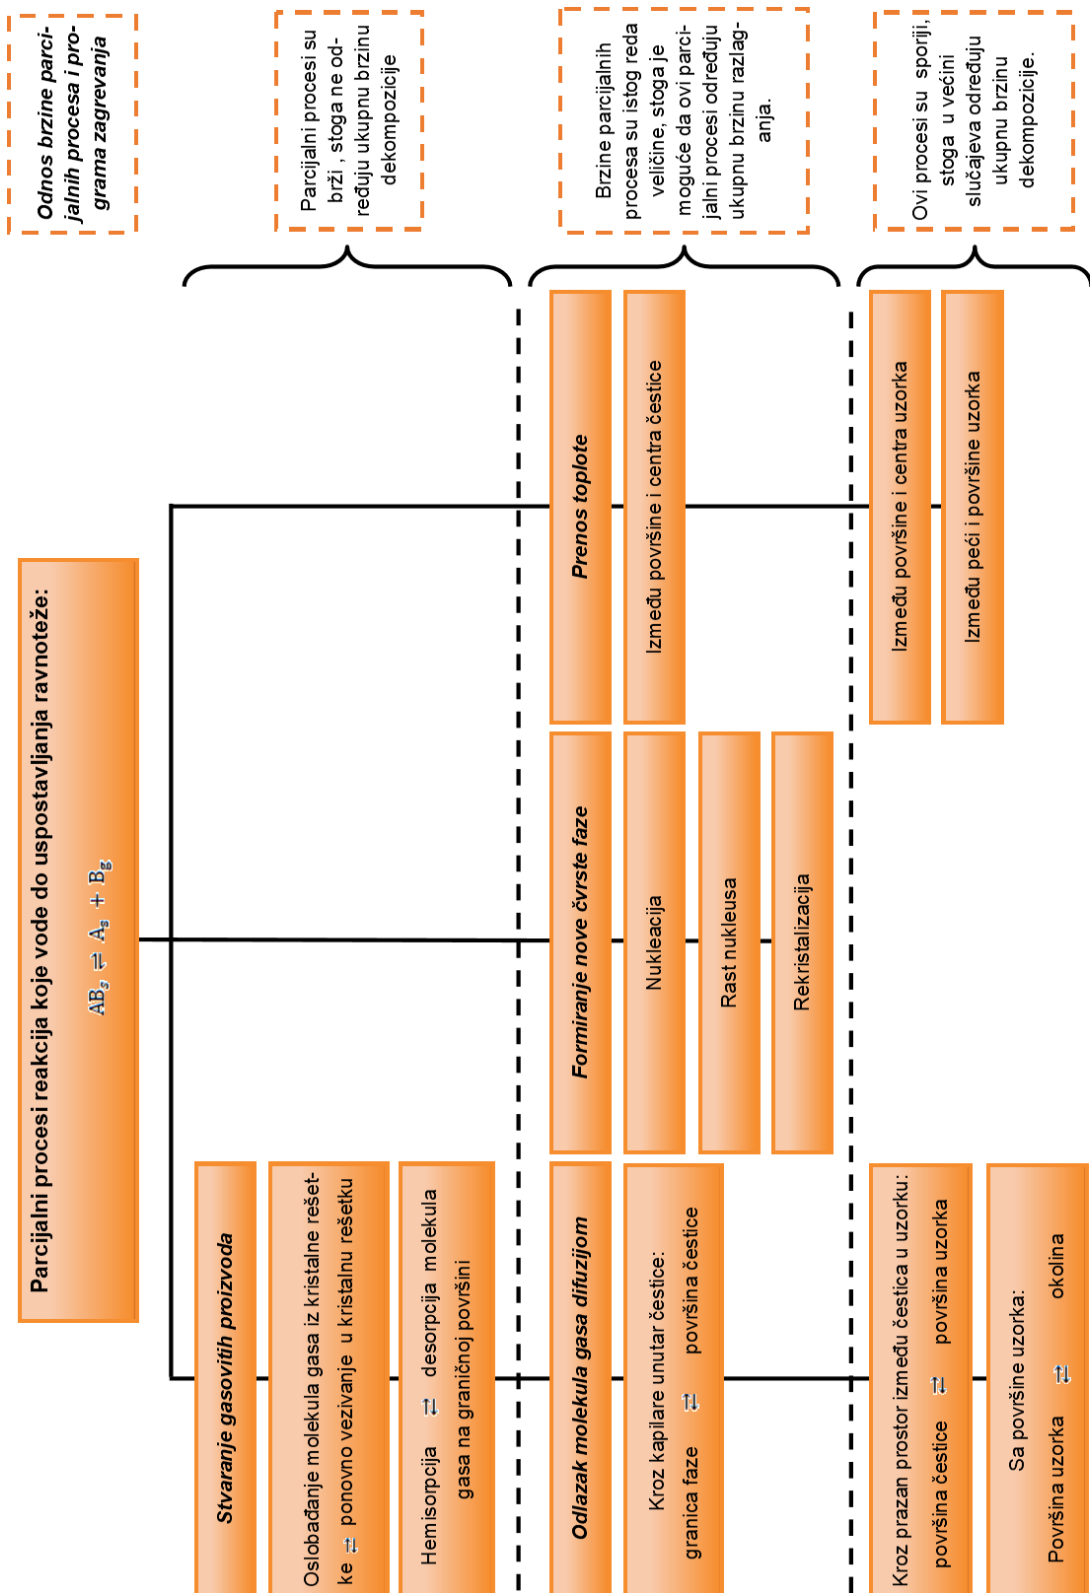 Parcijalni procesi reakcija koje vode do uspostavljanja ravnoteže:
ABs ⇌ As + Bg
Odnos brzine parci-
jalnih procesa i pro-
grama zagrevanja
Stvaranje gasovitih proizvoda
Oslobađanje molekula gasa iz kristalne rešet-
ke ⇌ ponovno vezivanje u kristalnu rešetku
Hemisorpcija ⇄ desorpcija molekula
gasa na graničnoj površini
Parcijalni procesi su
brži , stoga ne od-
ređuju ukupnu brzinu
dekompozicije
Odlazak molekula gasa difuzijom
Kroz kapilare unutar čestice:
granica faze ⇄ površina čestice
Formiranje nove čvrste faze
Nukleacija
Rast nukleusa
Rekristalizacija
Prenos toplote
Između površine i centra čestice
Brzine parcijalnih
procesa su istog reda
veličine, stoga je
moguće da ovi parci-
jalni procesi određuju
ukupnu brzinu razlag-
anja.
Kroz prazan prostor između čestica u uzorku:
površina čestice ⇄ površina uzorka
Sa površine uzorka:
Površina uzorka ⇄ okolina
Između površine i centra uzorka
Između peći i površine uzorka
Ovi procesi su sporiji,
stoga u većini
slučajeva određuju
ukupnu brzinu
dekompozicije.